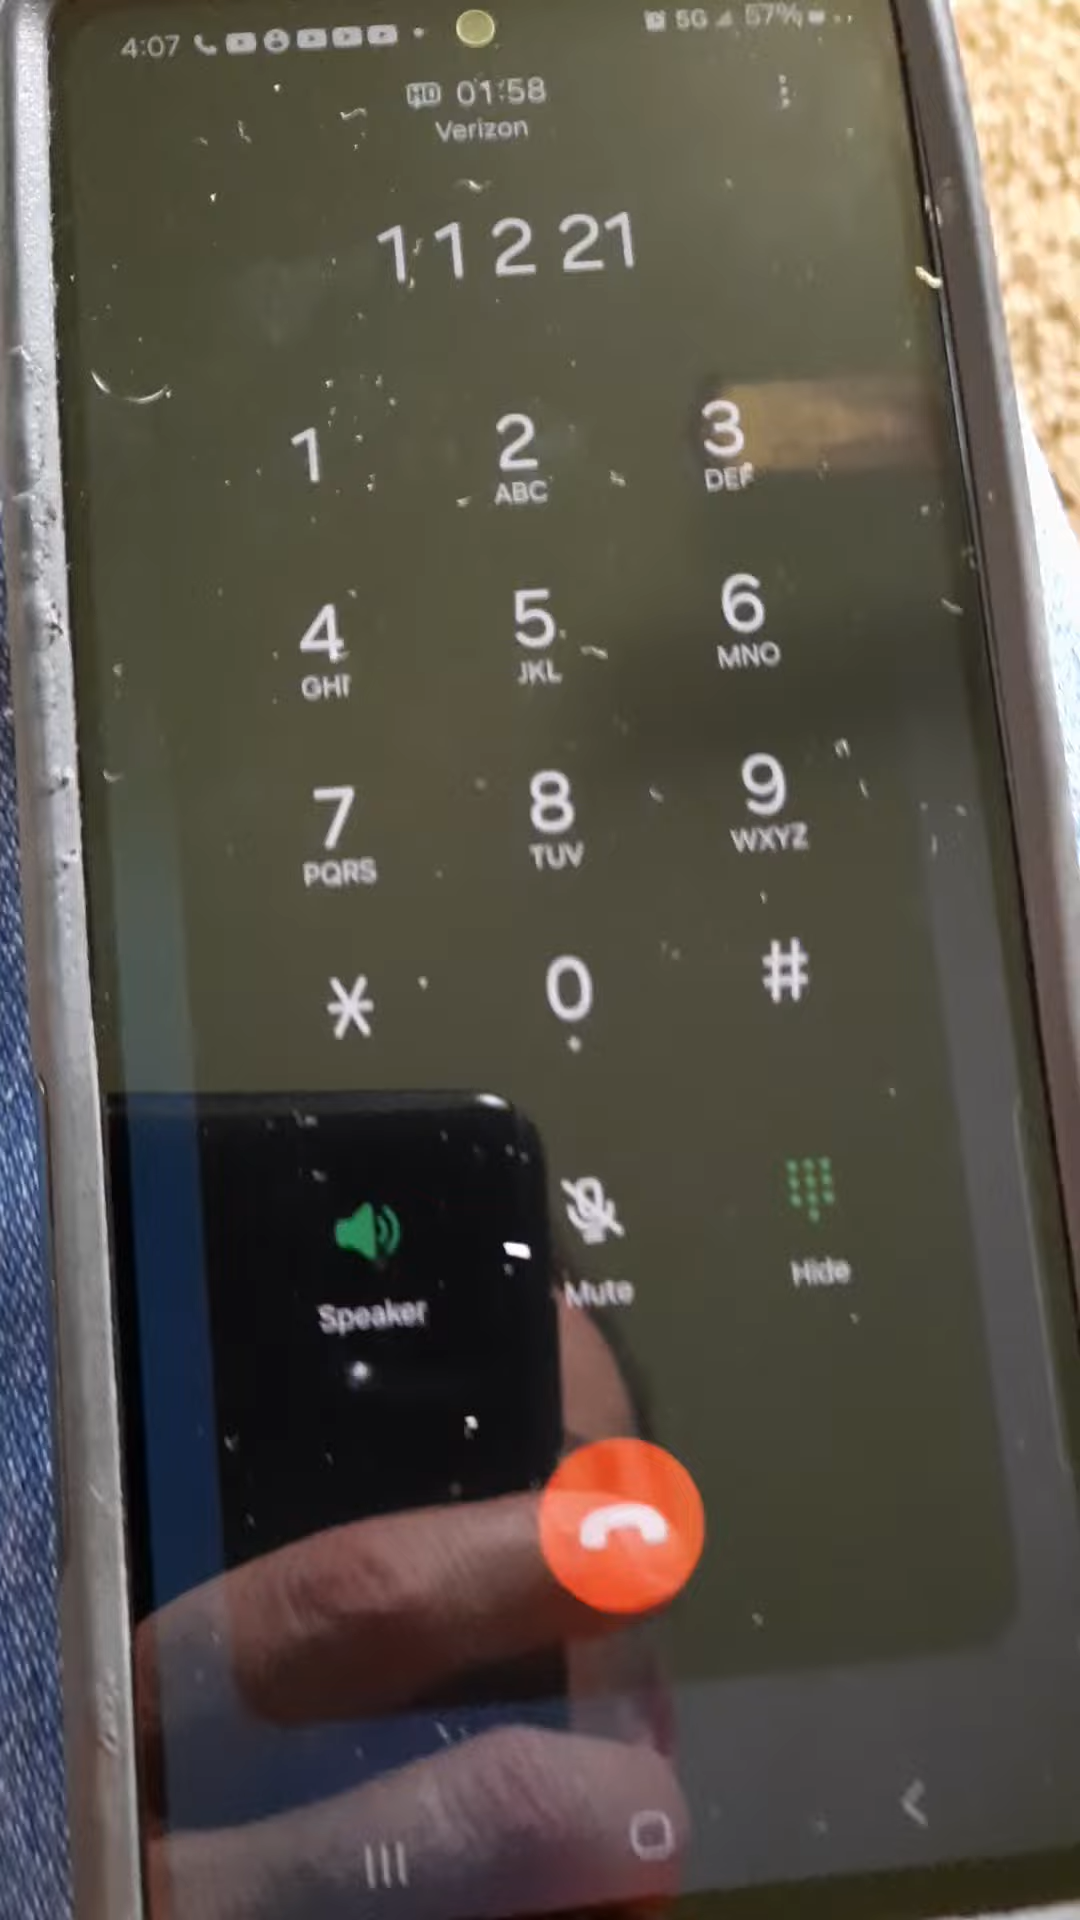 4:07 5G 57%
HD 01:58
Verizon
11221
1 2 3
ABC DEF
4 5 6
GHI JKL MNO
7 8 9
PQRS TUV WXYZ
* 0 #
Speaker Mute Hide